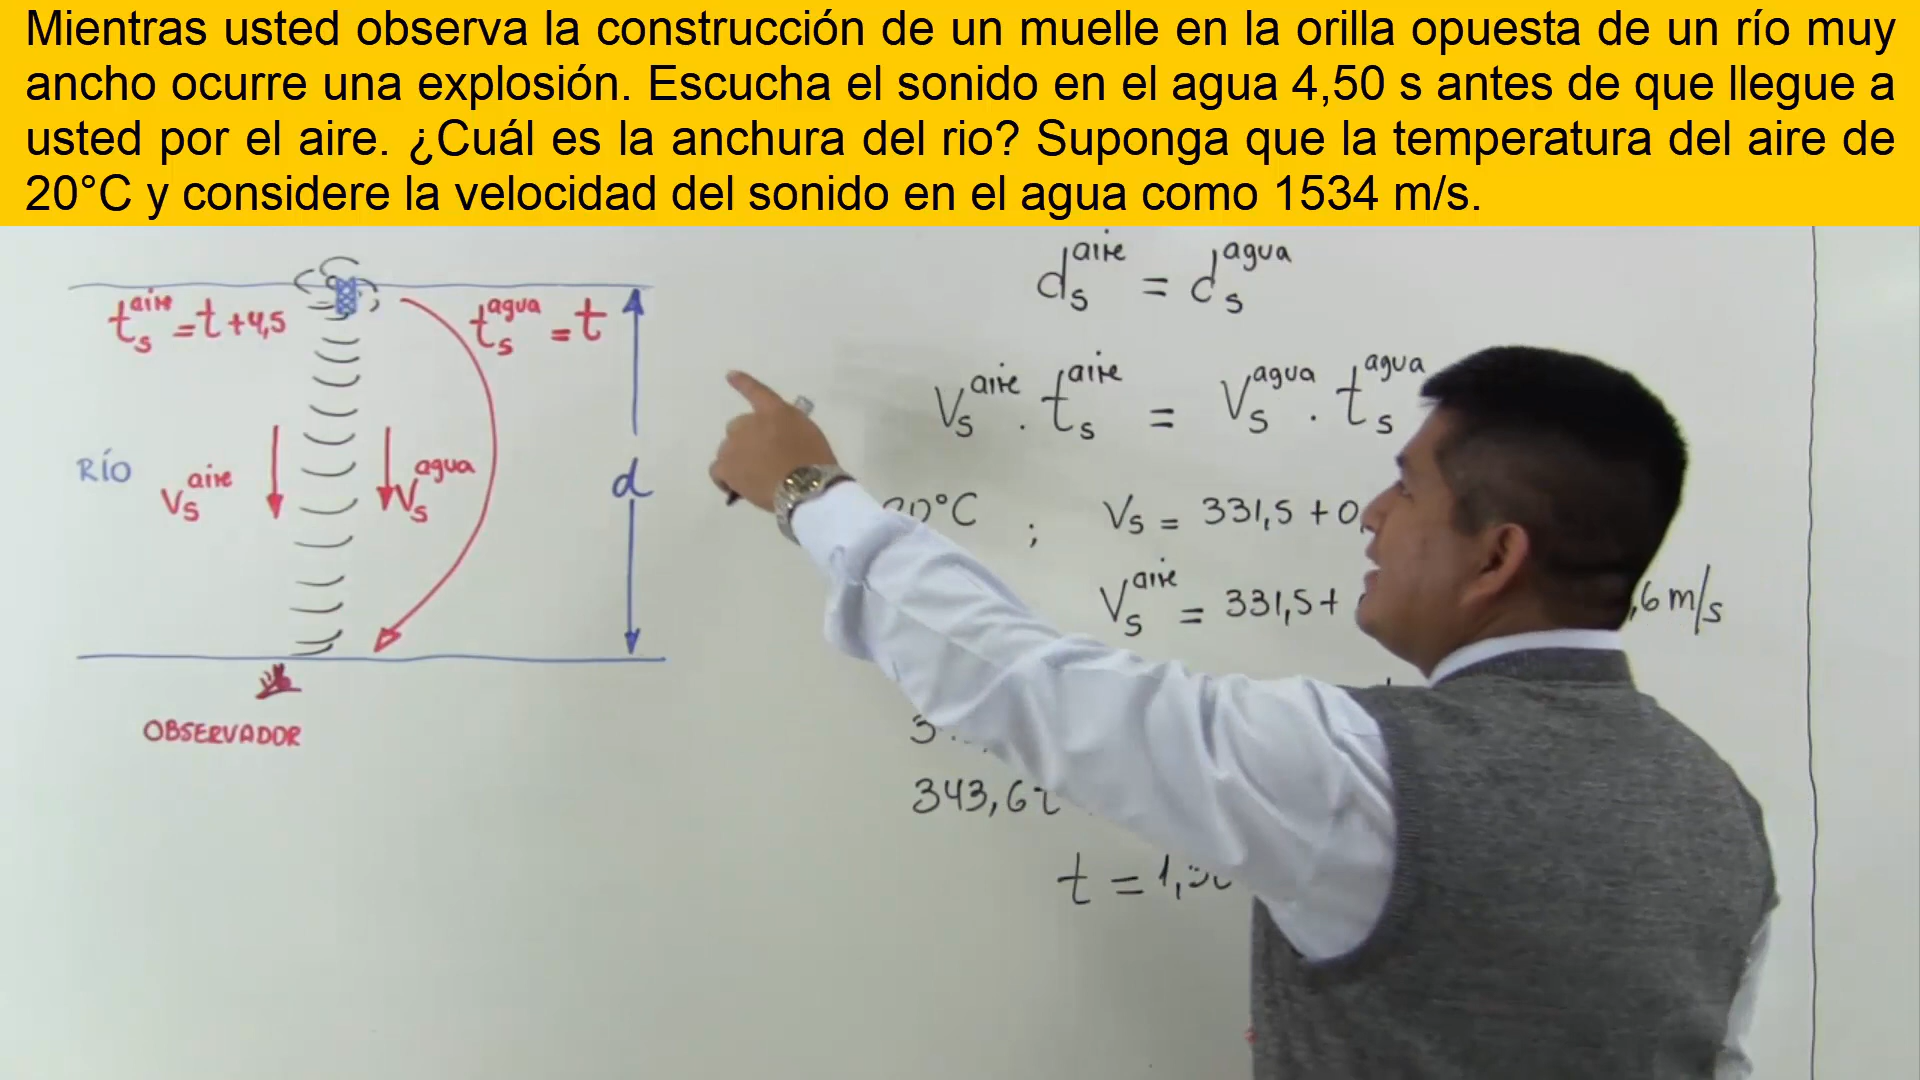 Mientras usted observa la construcción de un muelle en la orilla opuesta de un río muy
ancho ocurre una explosión. Escucha el sonido en el agua 4,50 s antes de que llegue a
usted por el aire. ¿Cuál es la anchura del rio? Suponga que la temperatura del aire de
20°C y considere la velocidad del sonido en el agua como 1534 m/s.
d_s^aire = d_s^agua
t_s^aire = t + 4,5
t_s^agua = t
V_s^aire . t_s^aire = V_s^agua . t_s^agua
RÍO
V_s^aire
V_s^agua
d
20°C ; Vs = 331,5 + 0,
V_s^aire = 331,5 + ,6 m/s
343,6t
t = 1,
OBSERVADOR